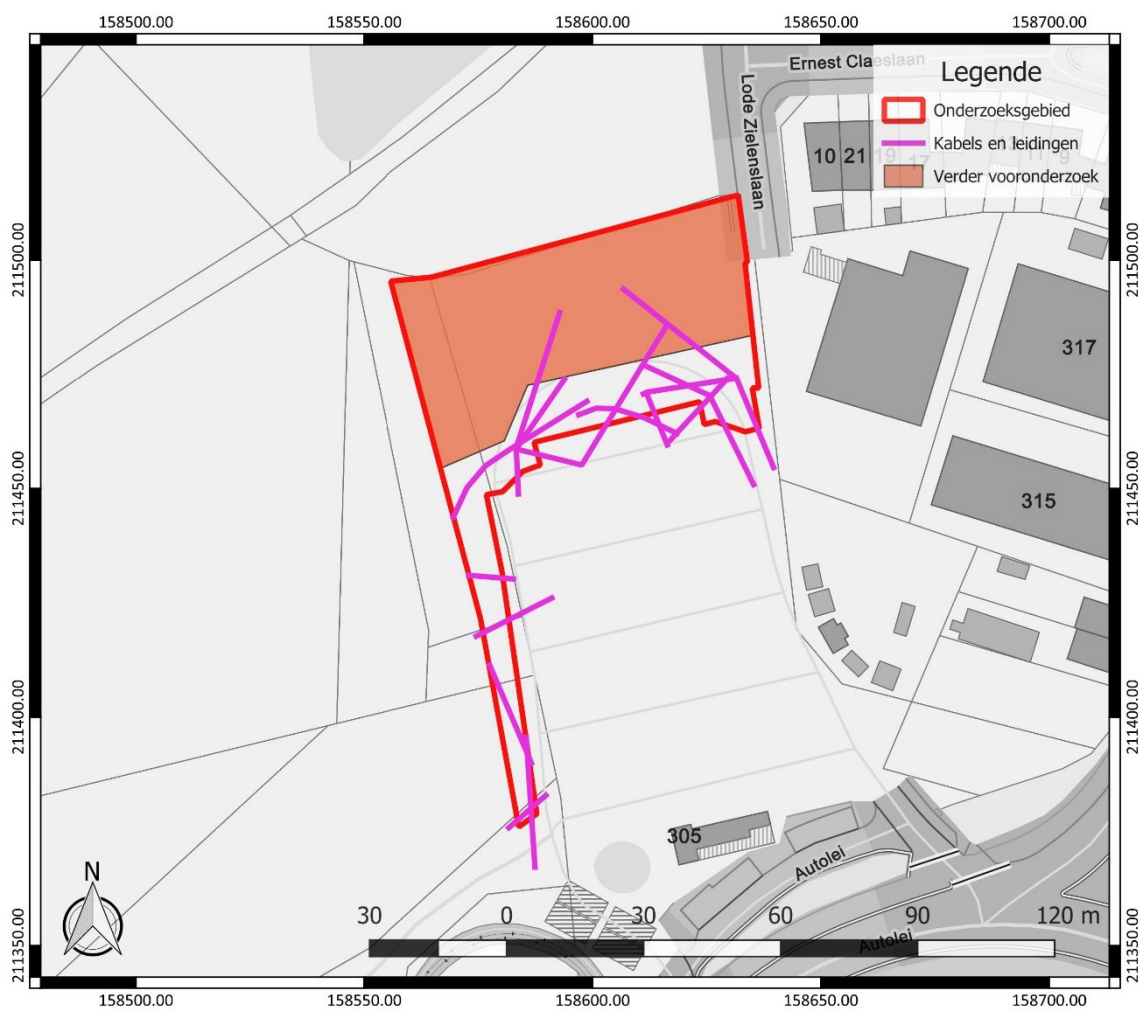 158500.00 158550.00 158600.00 158650.00 158700.00
Ernest Claeslaan
Legende
Onderzoeksgebied
Kabels en leidingen
Verder vooronderzoek
Lode Zielenslaan
10 21 19 17 13 11 9
211500.00 211500.00
317
315
211450.00 211450.00
211400.00 211400.00
305
Autolei
N
30 0 30 60 90 120 m
Autolei
211350.00 211350.00
158500.00 158550.00 158600.00 158650.00 158700.00